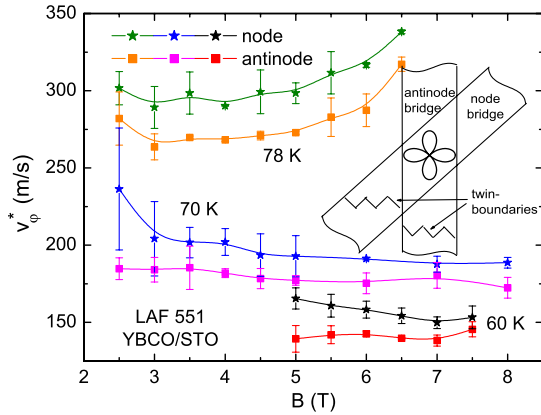 node
antinode
350
300
250
200
150
v*φ (m/s)
78 K
70 K
60 K
antinode
bridge
node
bridge
twin-
boundaries
LAF 551
YBCO/STO
2 3 4 5 6 7 8
B (T)